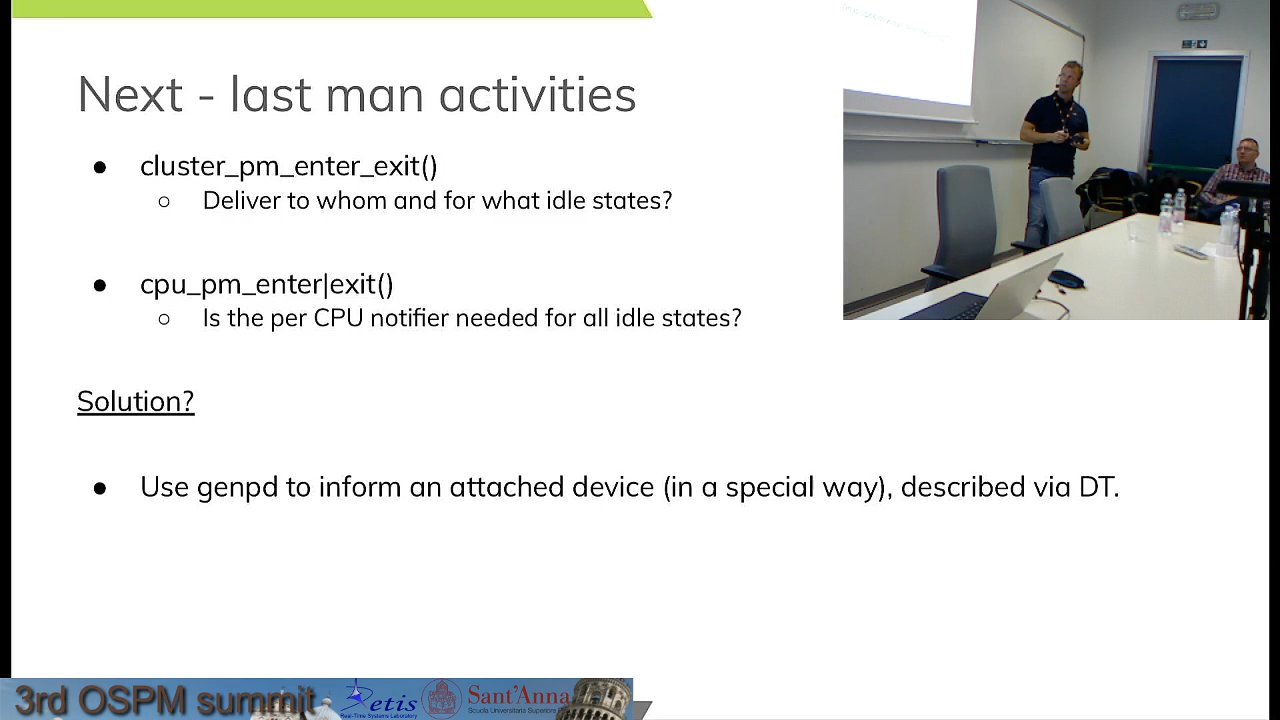 Next - last man activities
● cluster_pm_enter_exit()
○ Deliver to whom and for what idle states?
● cpu_pm_enter|exit()
○ Is the per CPU notifier needed for all idle states?
Solution?
● Use genpd to inform an attached device (in a special way), described via DT.
3rd OSPM summit
Retis
Real-Time Systems Laboratory
Sant'Anna
Scuola Universitaria Superiore